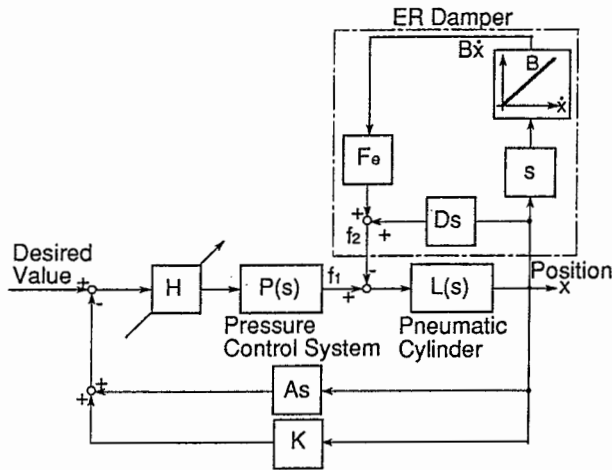 ER Damper
Bẋ
B
ẋ
Fe
s
+
+
Ds
f2
-
Desired
Value
+
-
H
P(s)
f1
+
L(s)
Position
x
Pressure
Control System
Pneumatic
Cylinder
+
+
As
K